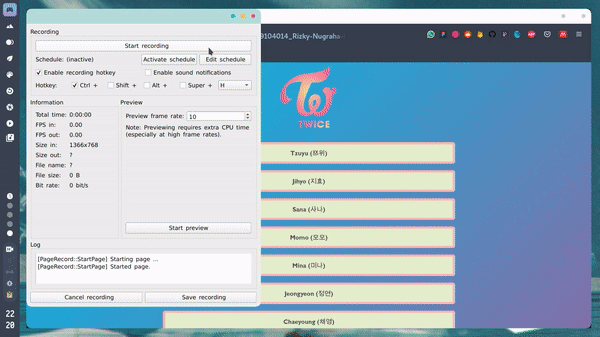 Recording
Start recording
Schedule: (inactive)
Activate schedule
Edit schedule
Enable recording hotkey
Enable sound notifications
Hotkey:
Ctrl +
Shift +
Alt +
Super +
H
Information
Total time: 0:00:00
FPS in: 0.00
FPS out: 0.00
Size in: 1366x768
Size out: ?
File name: ?
File size: 0 B
Bit rate: 0 bit/s
Preview
Preview frame rate: 10
Note: Previewing requires extra CPU time
(especially at high frame rates).
Start preview
Log
[PageRecord::StartPage] Starting page ...
[PageRecord::StartPage] Started page.
Cancel recording
Save recording
9104014_Rizky-Nugraha
TWICE
Tzuyu (쯔위)
Jihyo (지효)
Sana (사나)
Momo (모모)
Mina (미나)
Jeongyeon (정연)
Chaeyoung (채영)
22
20